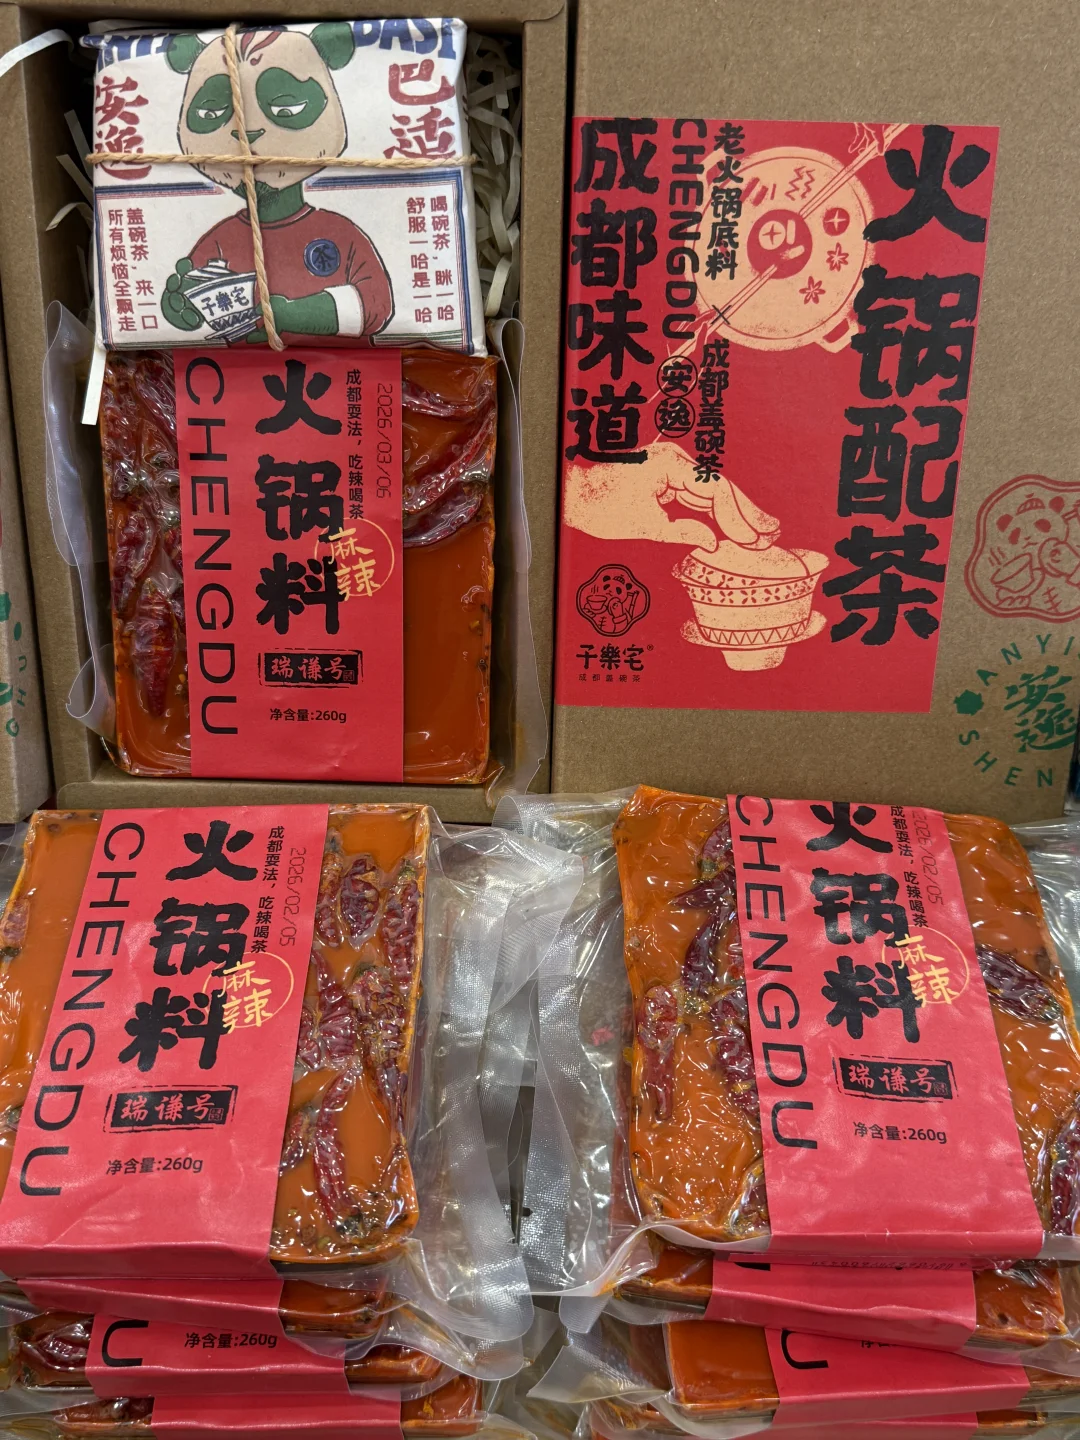 BASI
安逸
巴适
喝碗茶，眯一哈
舒服一哈是一哈
盖碗茶，来一口
所有烦恼全飘走
茶
子樂宅
火锅料
CHENGDU
成都耍法，吃辣喝茶
2026/03/06
麻辣
瑞谦号
净含量:260g
火锅配茶
老火锅底料
×
成都盖碗茶
安逸
CHENGDU
成都味道
子樂宅®
成都盖碗茶
ANYI
安逸
SHEN
火锅料
CHENGDU
成都耍法，吃辣喝茶
2026/02/05
麻辣
瑞谦号
净含量:260g
火锅料
CHENGDU
成都耍法，吃辣喝茶
2026/02/05
麻辣
瑞谦号
净含量:260g
U
净含量:260g
U